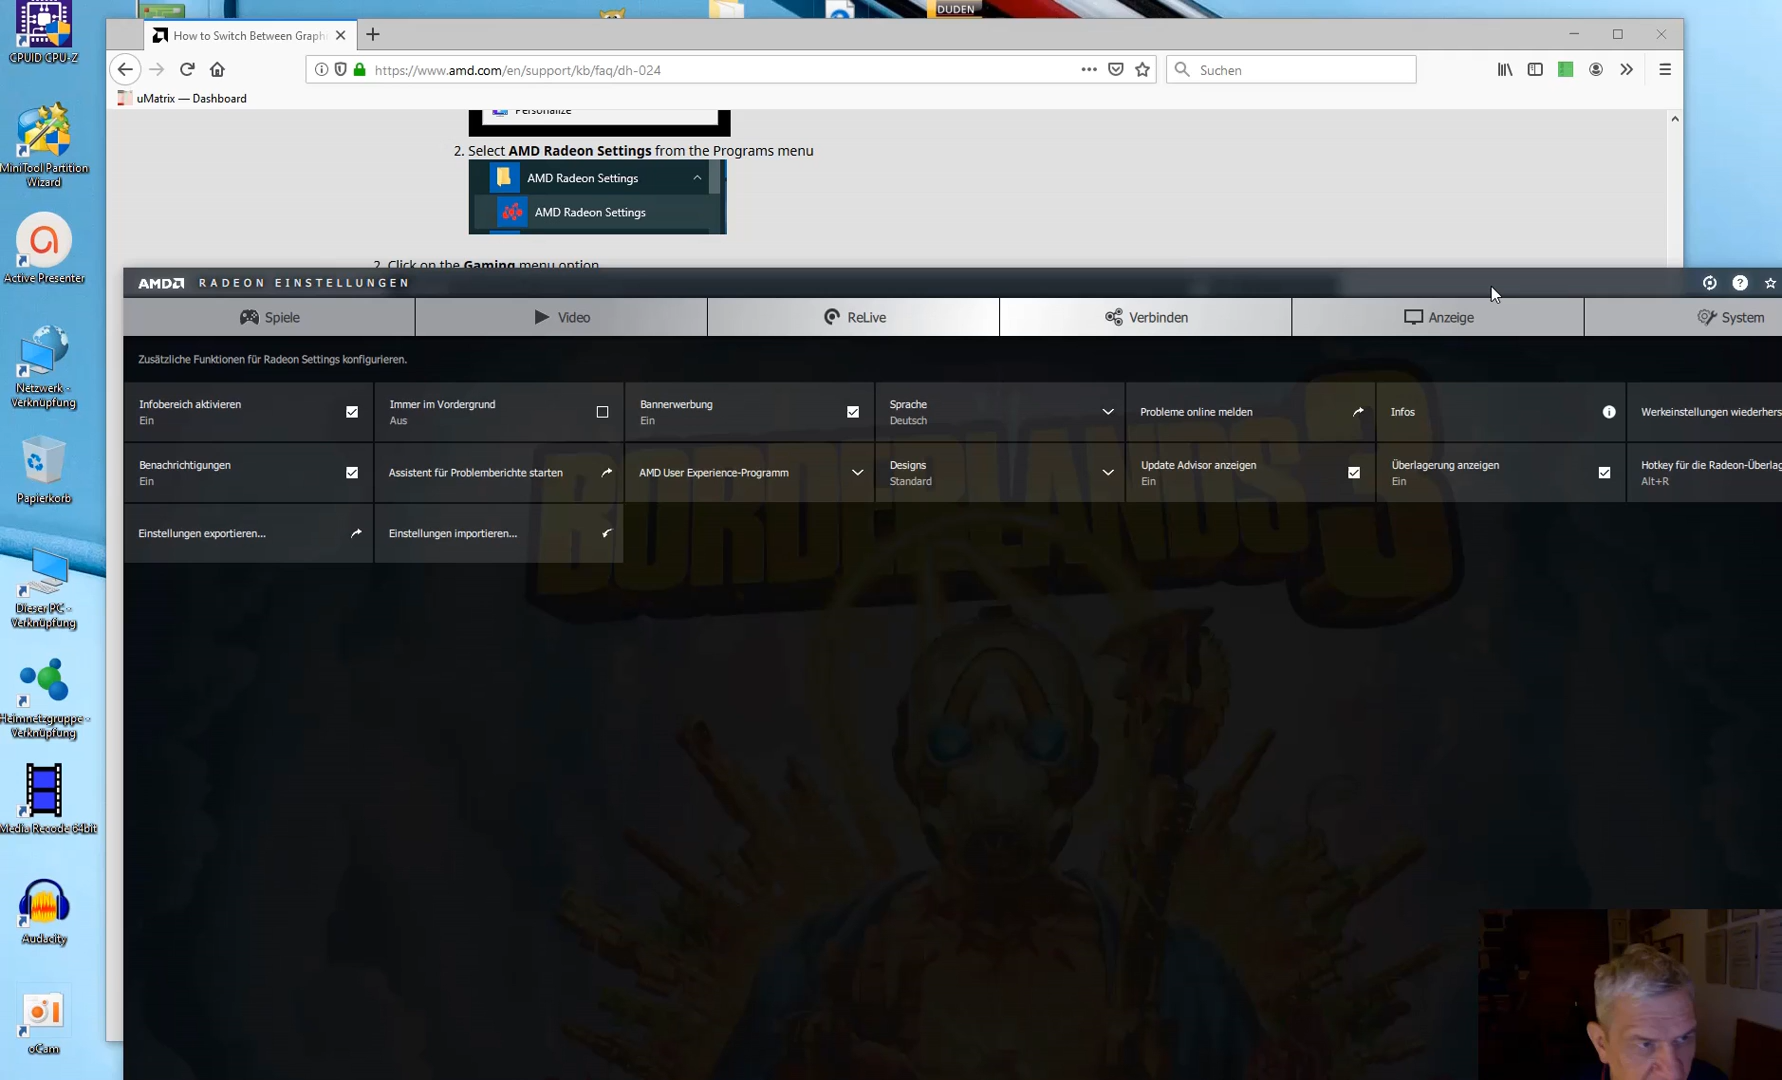 DUDEN
CPUID CPU-Z
MiniTool Partition
Wizard
Active Presenter
Netzwerk -
Verknüpfung
Papierkorb
Dieser PC -
Verknüpfung
Heimnetzgruppe -
Verknüpfung
Media Recode 64bit
Audacity
oCam
How to Switch Between Graph
https://www.amd.com/en/support/kb/faq/dh-024
Suchen
uMatrix — Dashboard
Personalize
2. Select AMD Radeon Settings from the Programs menu
AMD Radeon Settings
AMD Radeon Settings
2. Click on the Gaming menu option
AMD RADEON EINSTELLUNGEN
Spiele
Video
ReLive
Verbinden
Anzeige
System
Zusätzliche Funktionen für Radeon Settings konfigurieren.
Infobereich aktivieren
Ein
Immer im Vordergrund
Aus
Bannerwerbung
Ein
Sprache
Deutsch
Probleme online melden
Infos
Werkeinstellungen wiederhers
Benachrichtigungen
Ein
Assistent für Problemberichte starten
AMD User Experience-Programm
Designs
Standard
Update Advisor anzeigen
Ein
Überlagerung anzeigen
Ein
Hotkey für die Radeon-Überlag
Alt+R
Einstellungen exportieren...
Einstellungen importieren...
BORDERLANDS 3